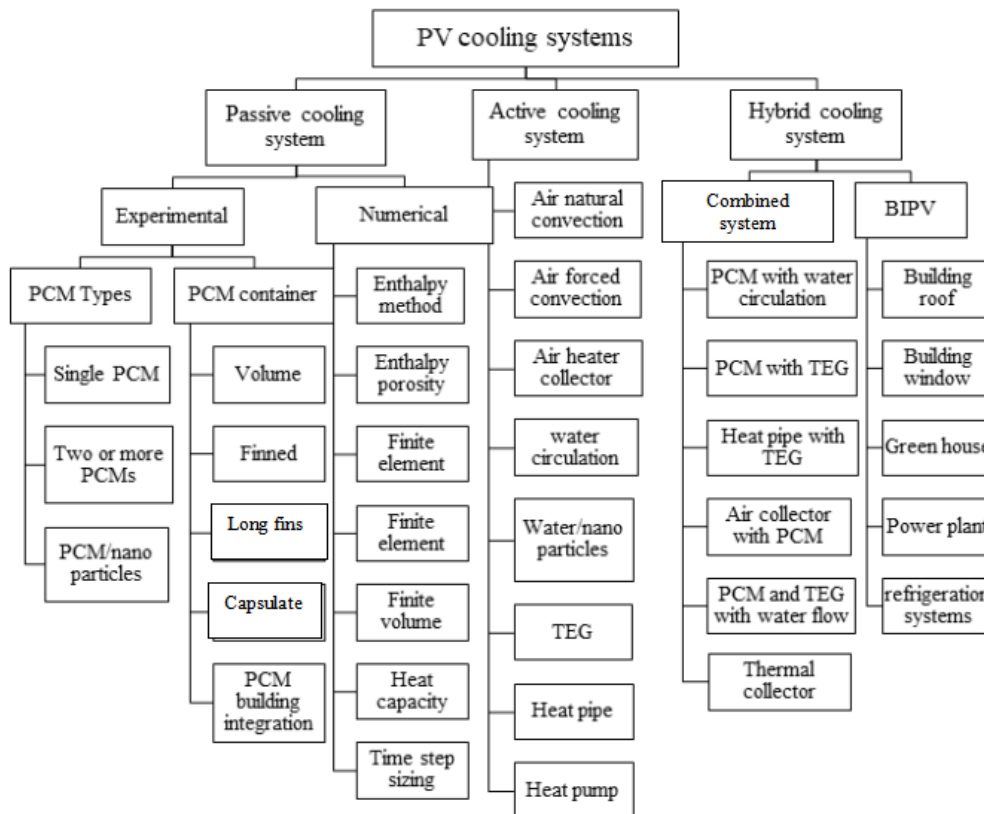 PV cooling systems
Passive cooling
system
Active cooling
system
Hybrid cooling
system
Experimental
Numerical
Air natural
convection
Combined
system
BIPV
PCM Types
PCM container
Enthalpy
method
Air forced
convection
PCM with water
circulation
Building
roof
Single PCM
Volume
Enthalpy
porosity
Air heater
collector
PCM with TEG
Building
window
Two or more
PCMs
Finned
Finite
element
water
circulation
Heat pipe with
TEG
Green house
PCM/nano
particles
Long fins
Finite
element
Water/nano
particles
Air collector
with PCM
Power plant
Capsulate
Finite
volume
TEG
PCM and TEG
with water flow
refrigeration
systems
PCM
building
integration
Heat
capacity
Heat pipe
Thermal
collector
Time step
sizing
Heat pump